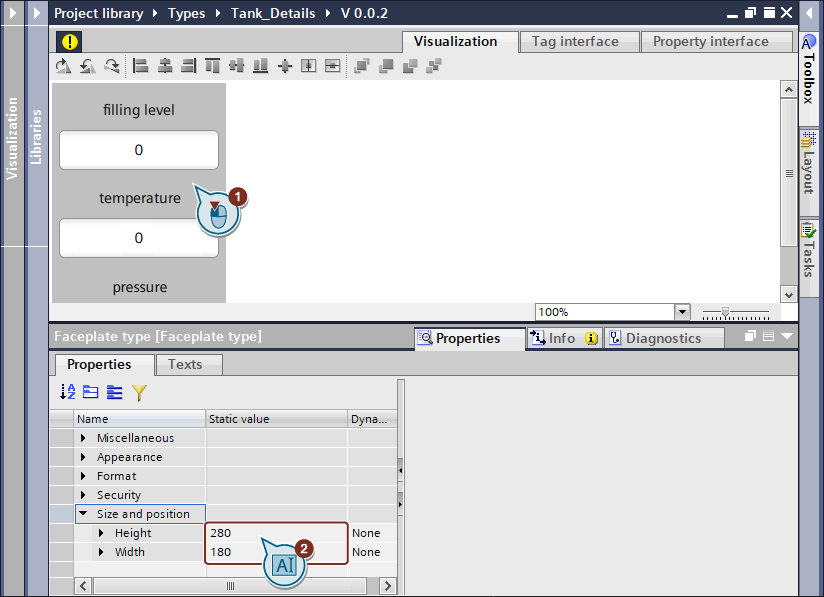 Project library ▸ Types ▸ Tank_Details ▸ V 0.0.2
Visualization
Tag interface
Property interface
filling level
0
temperature
1
0
pressure
100%
Visualization
Libraries
Toolbox
Layout
Tasks
Faceplate type [Faceplate type]
Properties
Info
Diagnostics
Properties
Texts
Name Static value Dyna...
Miscellaneous
Appearance
Format
Security
Size and position
Height 280 None
Width 180 None
2
AI